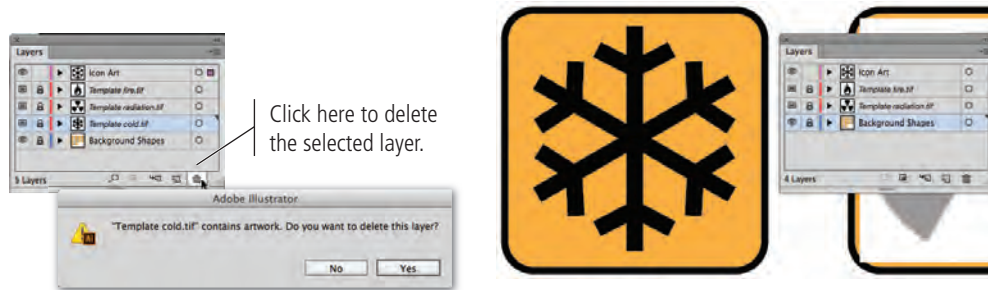 Layers
Icon Art
Template fire.tif
Template radiation.tif
Template cold.tif
Background Shapes
5 Layers
Click here to delete
the selected layer.
Adobe Illustrator
"Template cold.tif" contains artwork. Do you want to delete this layer?
No
Yes
Layers
Icon Art
Template fire.tif
Template radiation.tif
Background Shapes
4 Layers